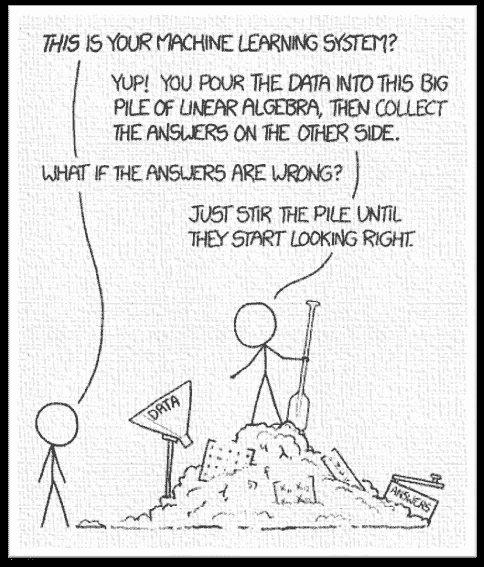 THIS IS YOUR MACHINE LEARNING SYSTEM?
YUP! YOU POUR THE DATA INTO THIS BIG
PILE OF LINEAR ALGEBRA, THEN COLLECT
THE ANSWERS ON THE OTHER SIDE.
WHAT IF THE ANSWERS ARE WRONG?
JUST STIR THE PILE UNTIL
THEY START LOOKING RIGHT.
DATA
ANSWERS